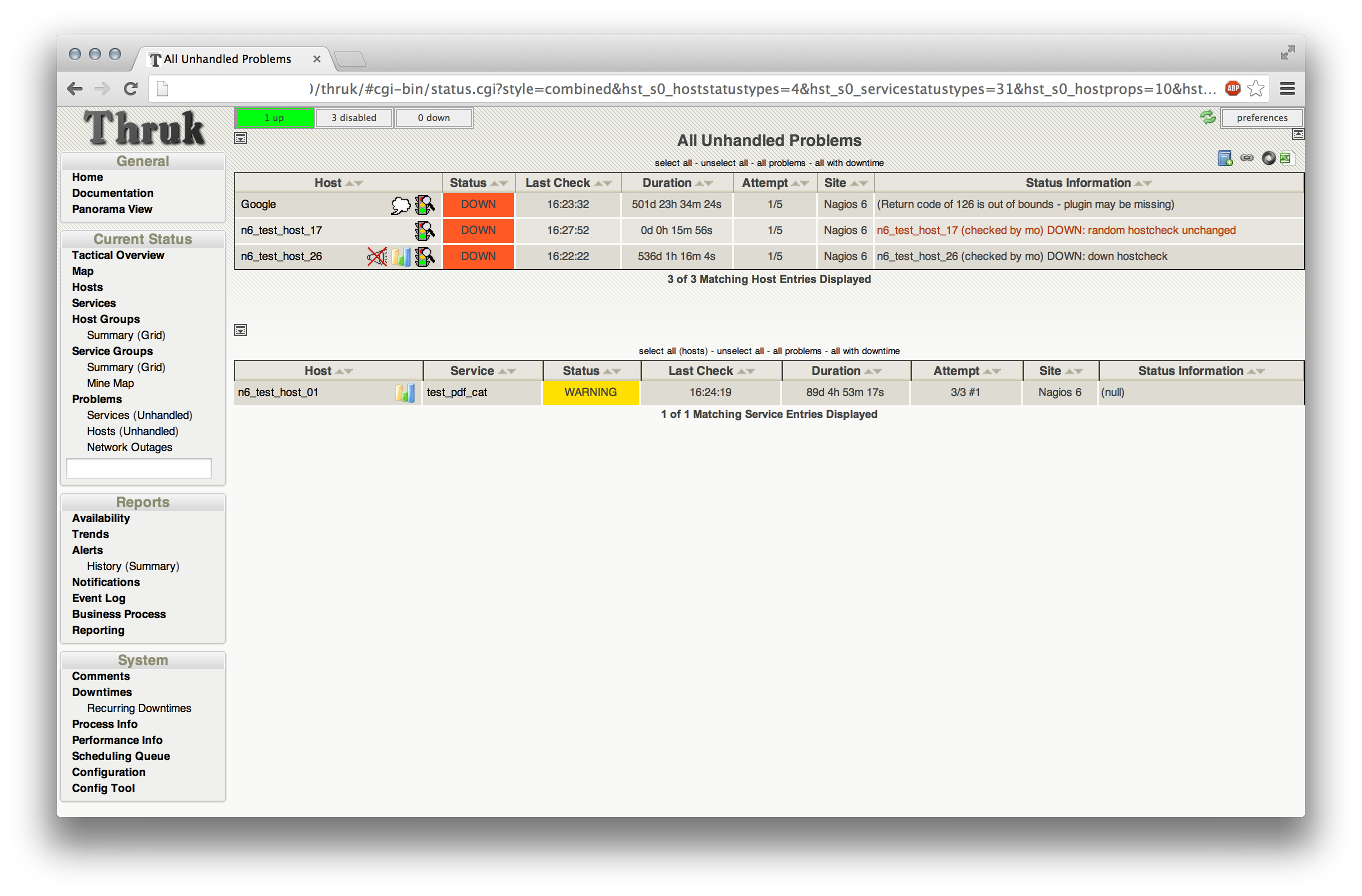 All Unhandled Problems
)/thruk/#cgi-bin/status.cgi?style=combined&hst_s0_hoststatustypes=4&hst_s0_servicestatustypes=31&hst_s0_hostprops=10&hst...
ABP
Thruk
1 up 3 disabled 0 down
preferences
General
Home
Documentation
Panorama View
Current Status
Tactical Overview
Map
Hosts
Services
Host Groups
Summary (Grid)
Service Groups
Summary (Grid)
Mine Map
Problems
Services (Unhandled)
Hosts (Unhandled)
Network Outages
Reports
Availability
Trends
Alerts
History (Summary)
Notifications
Event Log
Business Process
Reporting
System
Comments
Downtimes
Recurring Downtimes
Process Info
Performance Info
Scheduling Queue
Configuration
Config Tool
All Unhandled Problems
select all - unselect all - all problems - all with downtime
Host Status Last Check Duration Attempt Site Status Information
Google DOWN 16:23:32 501d 23h 34m 24s 1/5 Nagios 6 (Return code of 126 is out of bounds - plugin may be missing)
n6_test_host_17 DOWN 16:27:52 0d 0h 15m 56s 1/5 Nagios 6 n6_test_host_17 (checked by mo) DOWN: random hostcheck unchanged
n6_test_host_26 DOWN 16:22:22 536d 1h 16m 4s 1/5 Nagios 6 n6_test_host_26 (checked by mo) DOWN: down hostcheck
3 of 3 Matching Host Entries Displayed
select all (hosts) - unselect all - all problems - all with downtime
Host Service Status Last Check Duration Attempt Site Status Information
n6_test_host_01 test_pdf_cat WARNING 16:24:19 89d 4h 53m 17s 3/3 #1 Nagios 6 (null)
1 of 1 Matching Service Entries Displayed